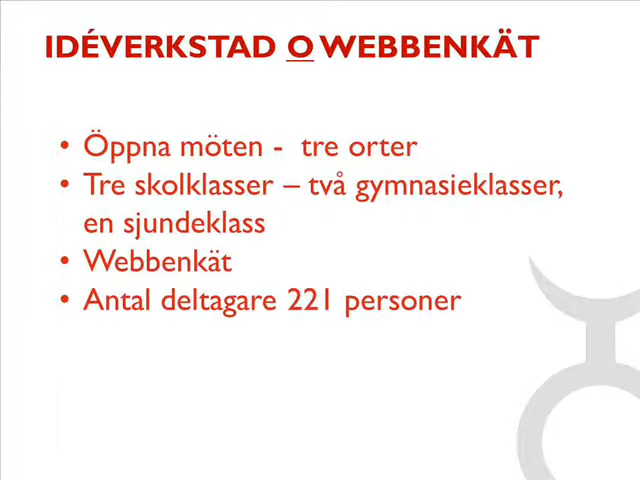 IDÉVERKSTAD O WEBBENKÄT
• Öppna möten - tre orter
• Tre skolklasser – två gymnasieklasser,
en sjundeklass
• Webbenkät
• Antal deltagare 221 personer